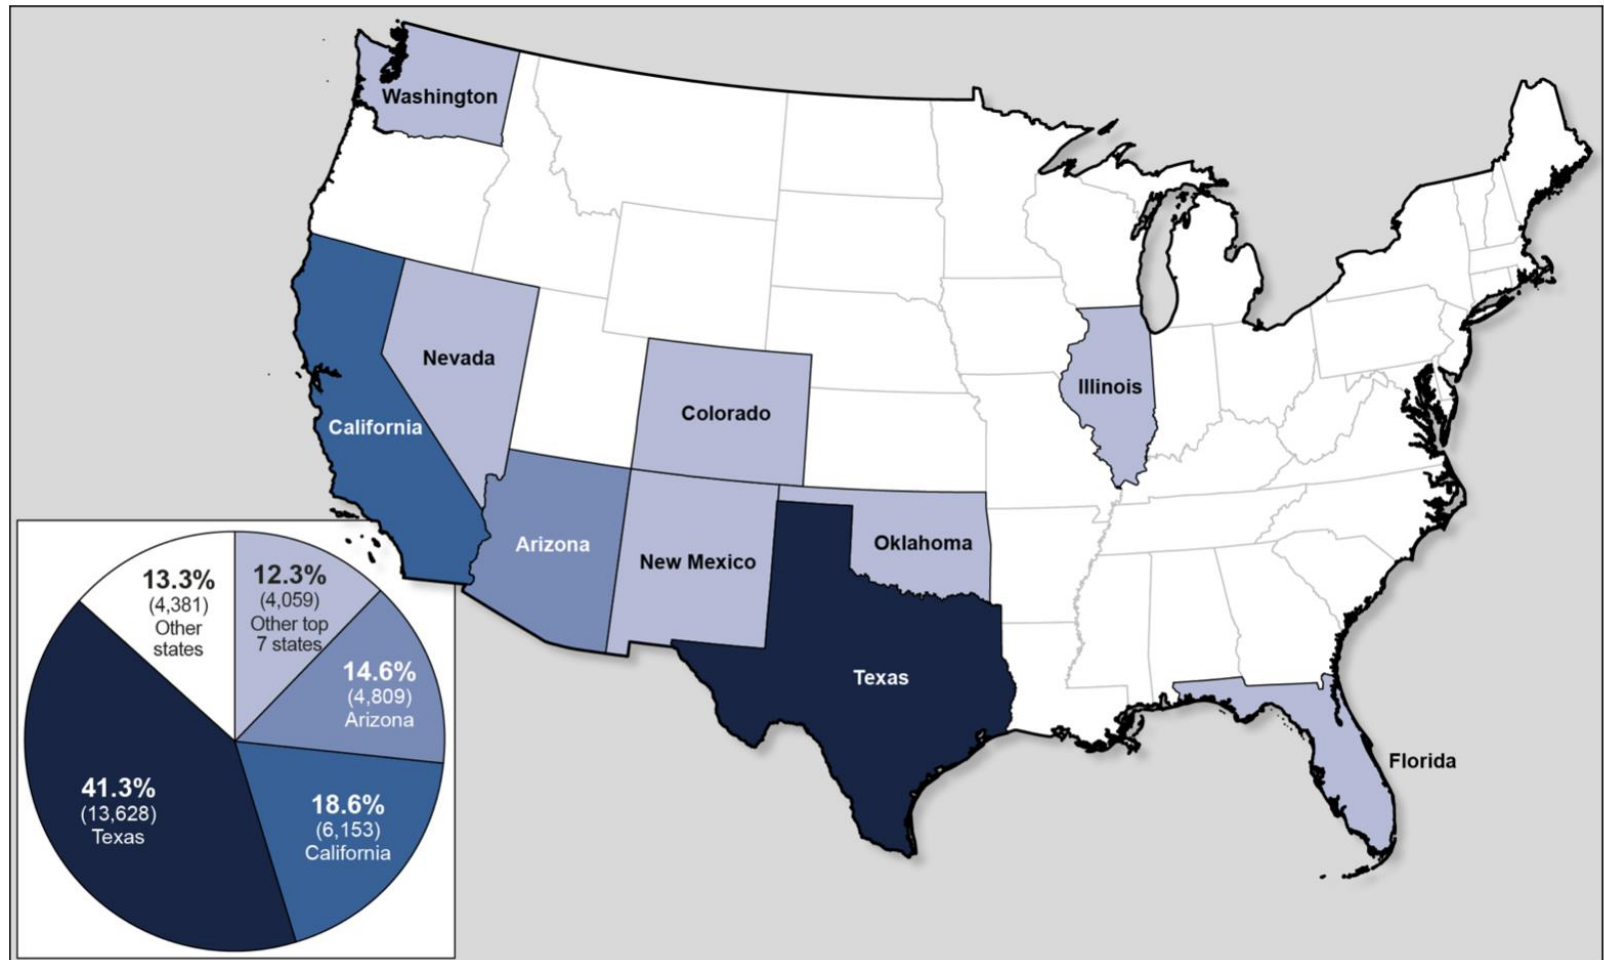 Washington
Nevada
California
Colorado
Illinois
Arizona
New Mexico
Oklahoma
Texas
Florida
13.3%
(4,381)
Other
states
12.3%
(4,059)
Other top
7 states
14.6%
(4,809)
Arizona
18.6%
(6,153)
California
41.3%
(13,628)
Texas